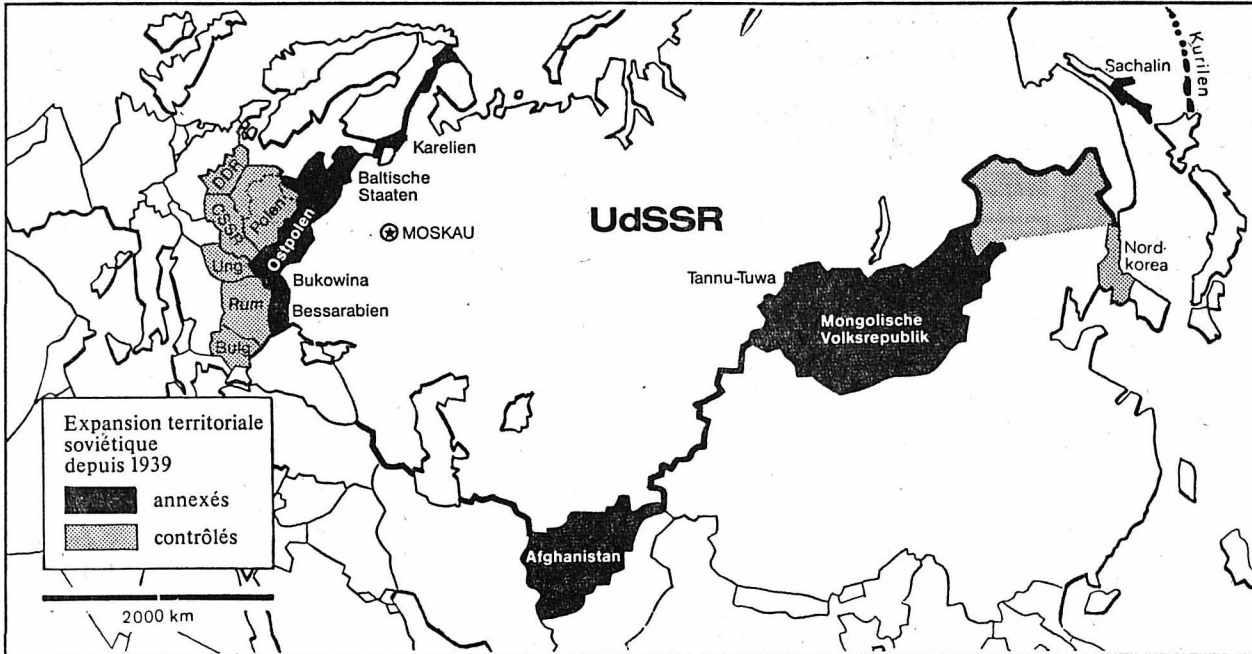 Kurilen
Sachalin
Karelien
Baltische
Staaten
DDR
Polen
ČSSR
Ostpolen
MOSKAU
UdSSR
Ung
Bukowina
Rum
Bessarabien
Bulg
Tannu-Tuwa
Mongolische
Volksrepublik
Nord-
korea
Afghanistan
Expansion territoriale
soviétique
depuis 1939
annexés
contrôlés
2000 km